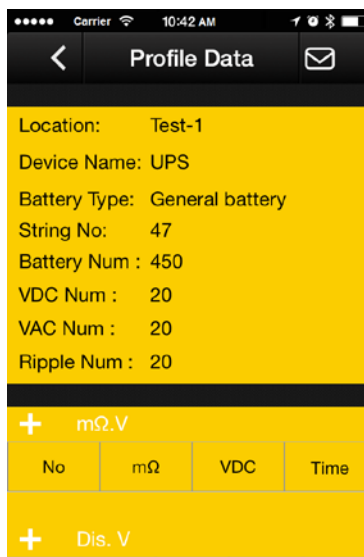 Carrier 10:42 AM
Profile Data
Location: Test-1
Device Name: UPS
Battery Type: General battery
String No: 47
Battery Num : 450
VDC Num : 20
VAC Num : 20
Ripple Num : 20
+ mΩ.V
No mΩ VDC Time
+ Dis. V